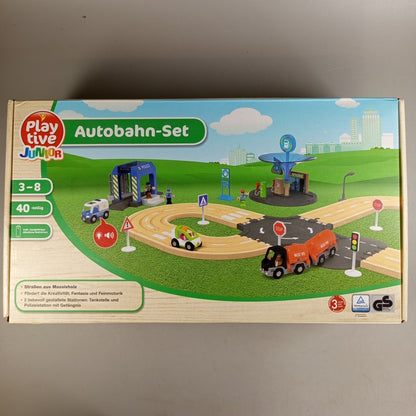 Play
tive
JUNIOR
Autobahn-Set
3-8
40-teilig
POLICE
• Straßen aus Massivholz
• Fördert die Kreativität, Fantasie und Feinmotorik
• 2 liebevoll gestaltete Stationen: Tankstelle und
Polizeistation mit Gefängnis
3
GS